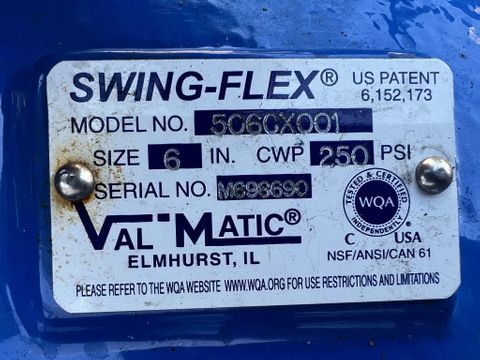 SWING-FLEX® US PATENT 6,152,173
MODEL NO. 506CX001
SIZE 6 IN. CWP 250 PSI
SERIAL NO. M698690
VAL MATIC®
ELMHURST, IL
TESTED & CERTIFIED
WQA
INDEPENDENTLY
C USA
NSF/ANSI/CAN 61
PLEASE REFER TO THE WQA WEBSITE WWW.WQA.ORG FOR USE RESTRICTIONS AND LIMITATIONS